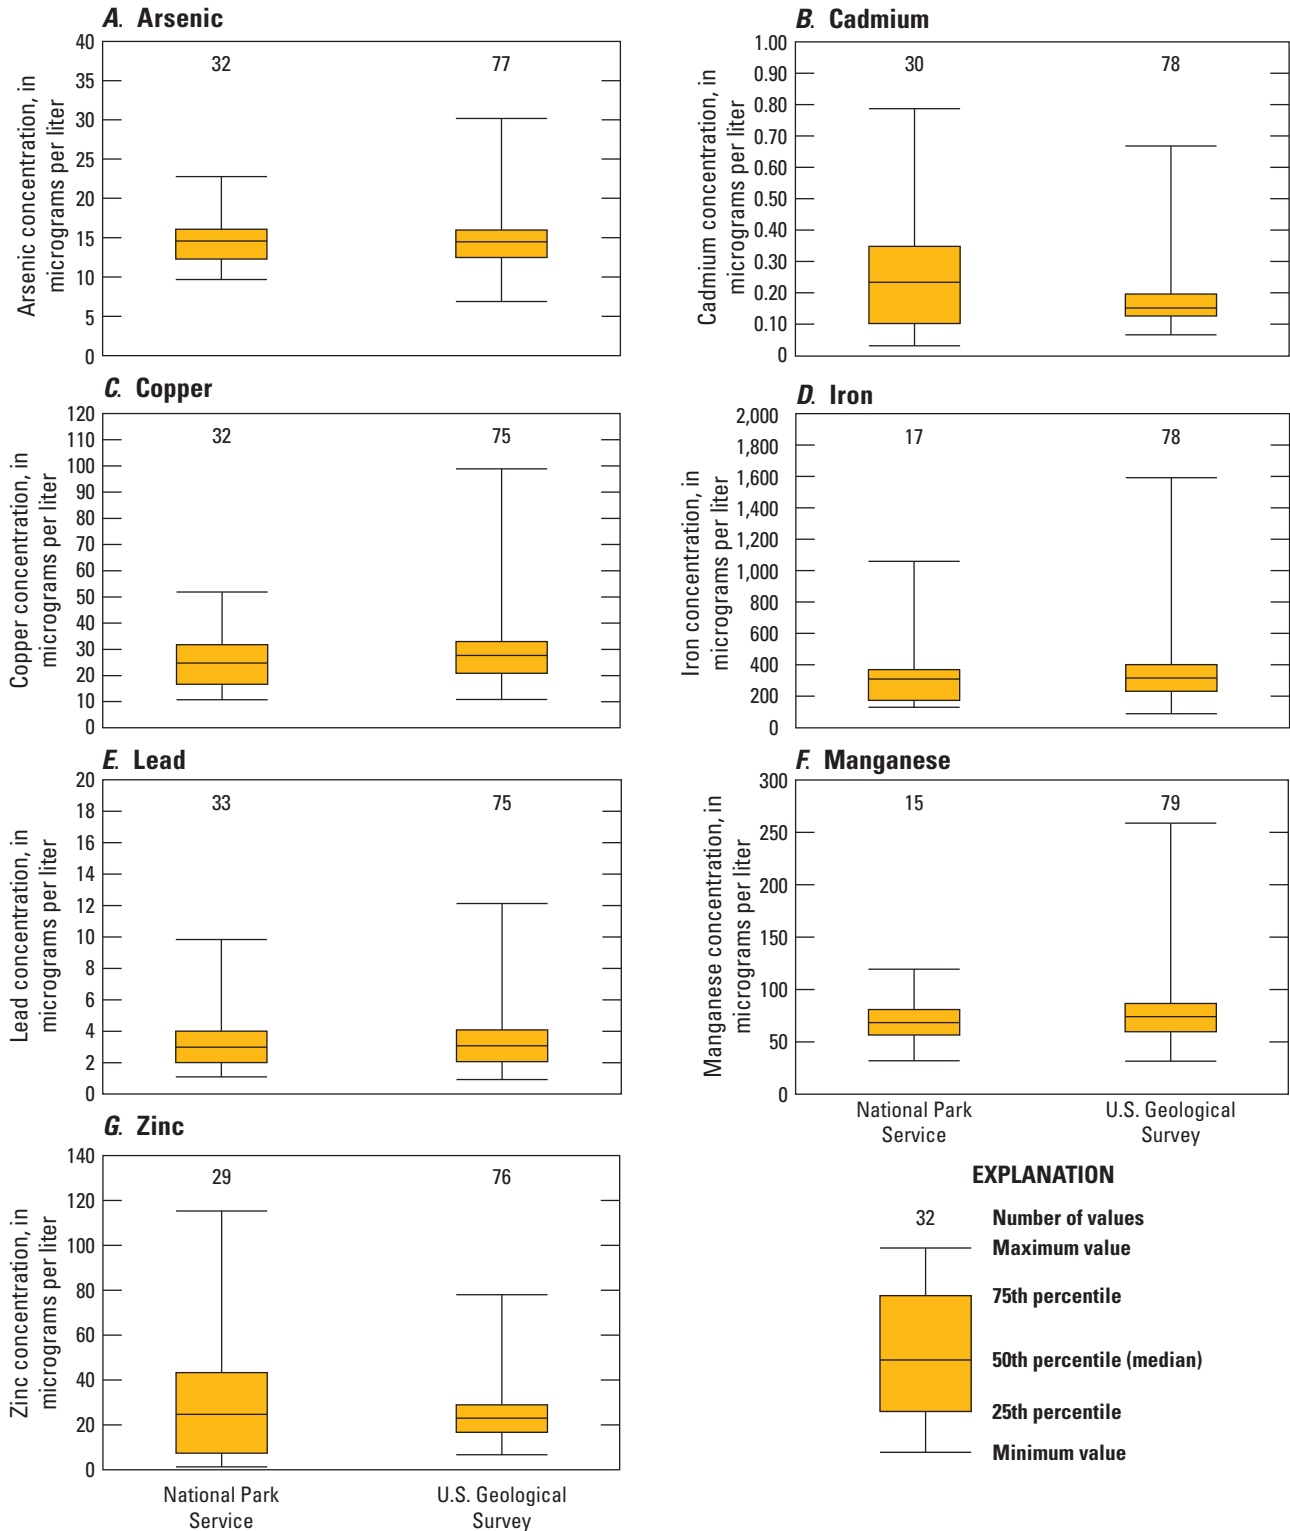 A. Arsenic
Arsenic concentration, in
micrograms per liter
40
35
30
25
20
15
10
5
0
32
77
B. Cadmium
Cadmium concentration, in
micrograms per liter
1.00
0.90
0.80
0.70
0.60
0.50
0.40
0.30
0.20
0.10
0
30
78
C. Copper
Copper concentration, in
micrograms per liter
120
110
100
90
80
70
60
50
40
30
20
10
0
32
75
D. Iron
Iron concentration, in
micrograms per liter
2,000
1,800
1,600
1,400
1,200
1,000
800
600
400
200
0
17
78
E. Lead
Lead concentration, in
micrograms per liter
20
18
16
14
12
10
8
6
4
2
0
33
75
F. Manganese
Manganese concentration, in
micrograms per liter
300
250
200
150
100
50
0
15
79
National Park
Service
U.S. Geological
Survey
G. Zinc
Zinc concentration, in
micrograms per liter
140
120
100
80
60
40
20
0
29
76
National Park
Service
U.S. Geological
Survey
EXPLANATION
32 Number of values
Maximum value
75th percentile
50th percentile (median)
25th percentile
Minimum value